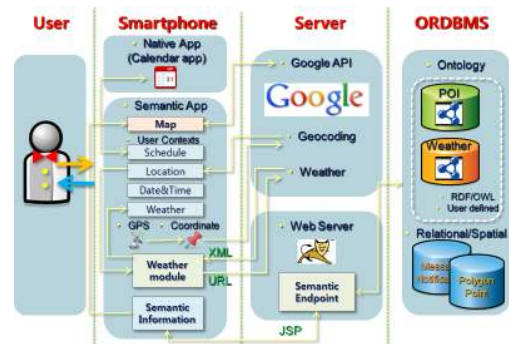 User
Smartphone
Server
ORDBMS
Native App
(Calendar app)
Semantic App
Map
User Contexts
Schedule
Location
Date&Time
Weather
GPS
Coordinate
Weather
module
XML
URL
Semantic
Information
Google API
Google
Geocoding
Weather
Web Server
Semantic
Endpoint
JSP
Ontology
POI
Weather
RDF/OWL
User defined
Relational/Spatial
Polygon
Point